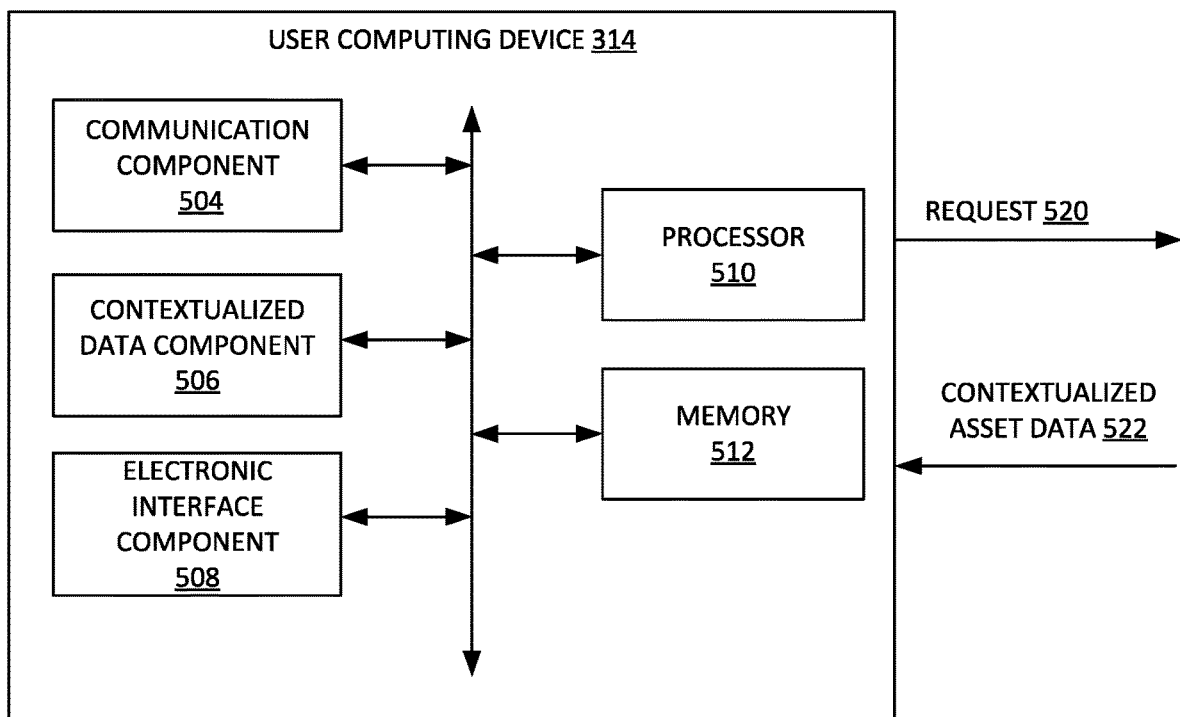 USER COMPUTING DEVICE 314
COMMUNICATION
COMPONENT
504
CONTEXTUALIZED
DATA COMPONENT
506
ELECTRONIC
INTERFACE
COMPONENT
508
PROCESSOR
510
MEMORY
512
REQUEST 520
CONTEXTUALIZED
ASSET DATA 522